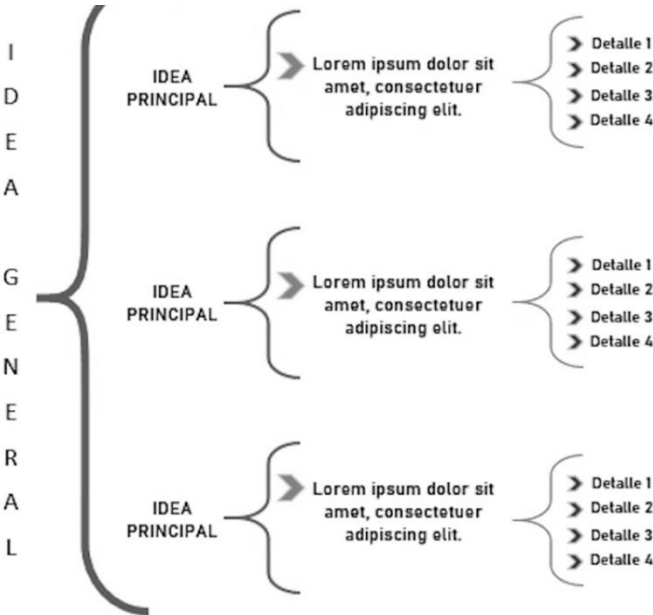 IDEA GENERAL
IDEA
PRINCIPAL
Lorem ipsum dolor sit
amet, consectetuer
adipiscing elit.
Detalle 1
Detalle 2
Detalle 3
Detalle 4
IDEA
PRINCIPAL
Lorem ipsum dolor sit
amet, consectetuer
adipiscing elit.
Detalle 1
Detalle 2
Detalle 3
Detalle 4
IDEA
PRINCIPAL
Lorem ipsum dolor sit
amet, consectetuer
adipiscing elit.
Detalle 1
Detalle 2
Detalle 3
Detalle 4